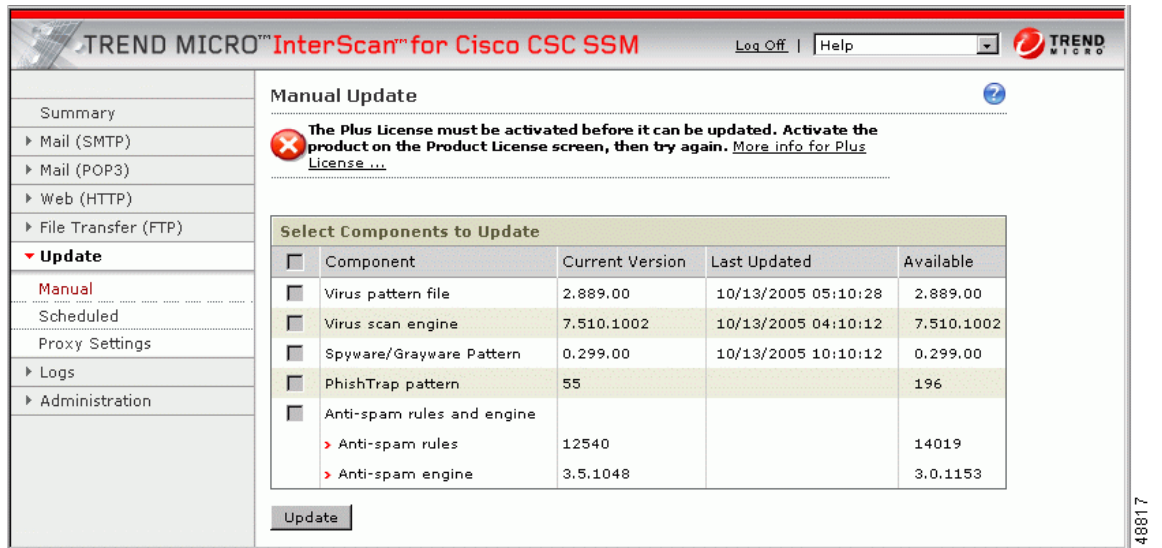 TREND MICRO™ InterScan™ for Cisco CSC SSM
Log Off | Help
TREND
MICRO
Summary
Mail (SMTP)
Mail (POP3)
Web (HTTP)
File Transfer (FTP)
Update
Manual
Scheduled
Proxy Settings
Logs
Administration
Manual Update
?
The Plus License must be activated before it can be updated. Activate the
product on the Product License screen, then try again. More info for Plus
License ...
Select Components to Update
Component Current Version Last Updated Available
Virus pattern file 2.889.00 10/13/2005 05:10:28 2.889.00
Virus scan engine 7.510.1002 10/13/2005 04:10:12 7.510.1002
Spyware/Grayware Pattern 0.299.00 10/13/2005 10:10:12 0.299.00
PhishTrap pattern 55 196
Anti-spam rules and engine
Anti-spam rules 12540 14019
Anti-spam engine 3.5.1048 3.0.1153
Update
48817